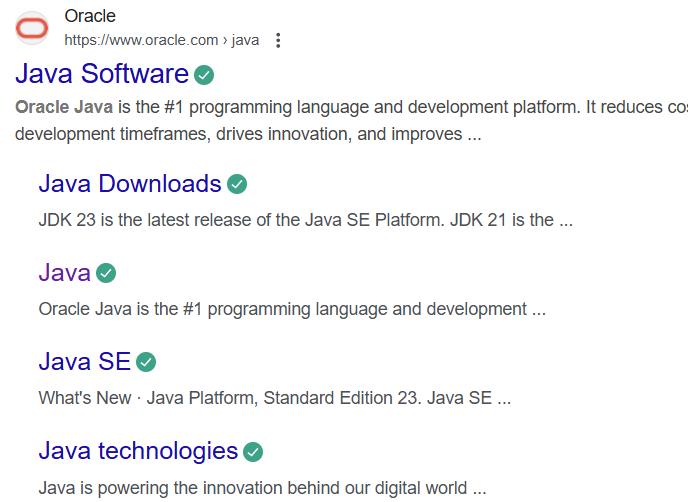 Oracle
https://www.oracle.com › java
Java Software
Oracle Java is the #1 programming language and development platform. It reduces
development timeframes, drives innovation, and improves ...
Java Downloads
JDK 23 is the latest release of the Java SE Platform. JDK 21 is the ...
Java
Oracle Java is the #1 programming language and development ...
Java SE
What's New · Java Platform, Standard Edition 23. Java SE ...
Java technologies
Java is powering the innovation behind our digital world ...